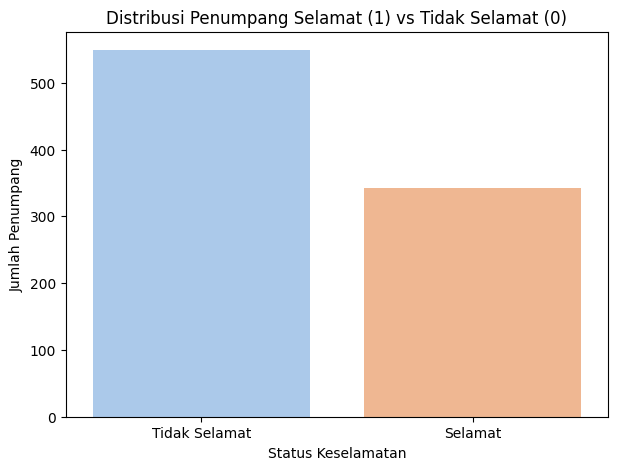 Distribusi Penumpang Selamat (1) vs Tidak Selamat (0)
Jumlah Penumpang
500
400
300
200
100
0
Tidak Selamat
Selamat
Status Keselamatan